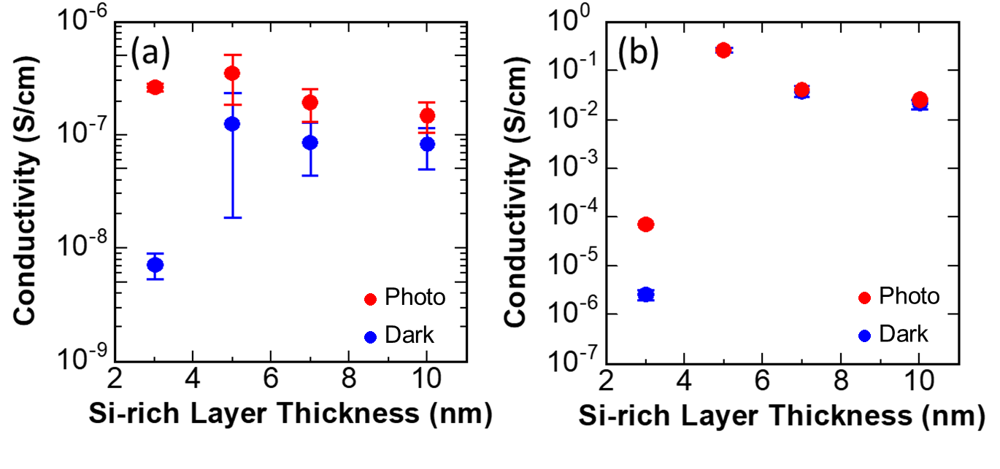 (a)
Conductivity (S/cm)
10-6
10-7
10-8
10-9
Photo
Dark
2 4 6 8 10
Si-rich Layer Thickness (nm)
(b)
Conductivity (S/cm)
100
10-1
10-2
10-3
10-4
10-5
10-6
10-7
Photo
Dark
2 4 6 8 10
Si-rich Layer Thickness (nm)